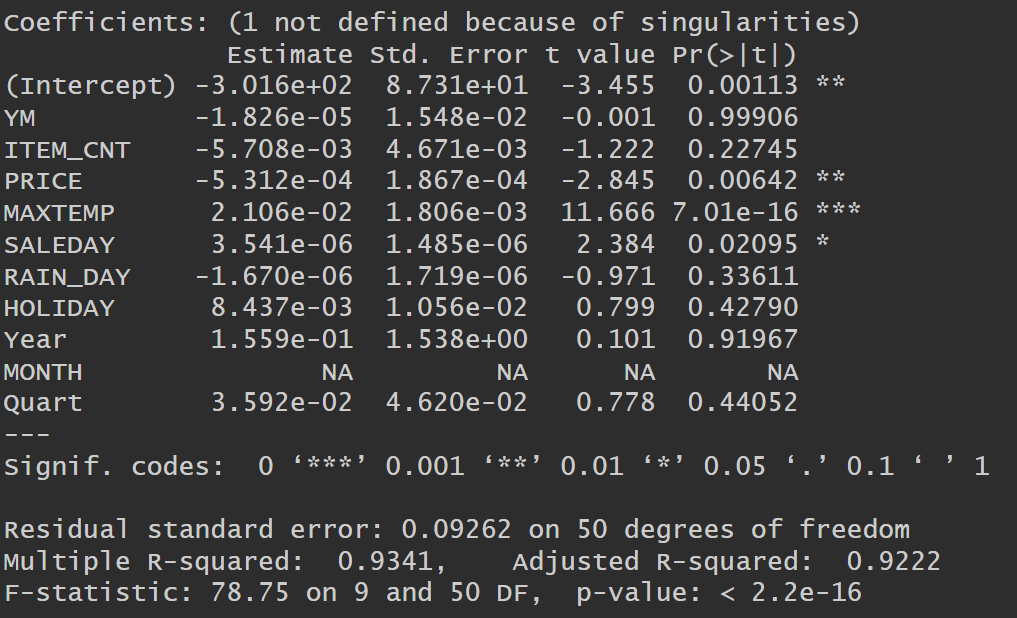 Coefficients: (1 not defined because of singularities)
              Estimate Std. Error t value Pr(>|t|)
(Intercept) -3.016e+02  8.731e+01  -3.455  0.00113 **
YM          -1.826e-05  1.548e-02  -0.001  0.99906
ITEM_CNT    -5.708e-03  4.671e-03  -1.222  0.22745
PRICE       -5.312e-04  1.867e-04  -2.845  0.00642 **
MAXTEMP      2.106e-02  1.806e-03  11.666 7.01e-16 ***
SALEDAY      3.541e-06  1.485e-06   2.384  0.02095 *
RAIN_DAY    -1.670e-06  1.719e-06  -0.971  0.33611
HOLIDAY      8.437e-03  1.056e-02   0.799  0.42790
Year         1.559e-01  1.538e+00   0.101  0.91967
MONTH               NA         NA      NA       NA
Quart        3.592e-02  4.620e-02   0.778  0.44052
---
Signif. codes:  0 ‘***’ 0.001 ‘**’ 0.01 ‘*’ 0.05 ‘.’ 0.1 ‘ ’ 1
Residual standard error: 0.09262 on 50 degrees of freedom
Multiple R-squared:  0.9341,    Adjusted R-squared:  0.9222
F-statistic: 78.75 on 9 and 50 DF,  p-value: < 2.2e-16